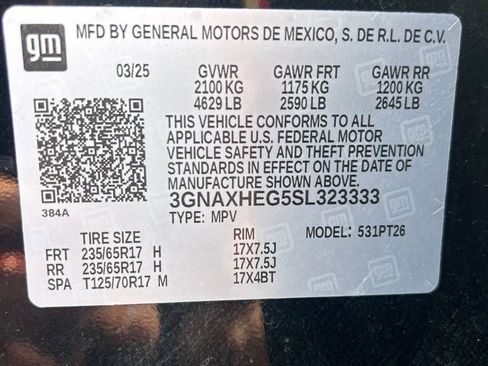 gm
MFD BY GENERAL MOTORS DE MEXICO, S. DE R.L. DE C.V.
03/25 GVWR GAWR FRT GAWR RR
2100 KG 1175 KG 1200 KG
4629 LB 2590 LB 2645 LB
THIS VEHICLE CONFORMS TO ALL
APPLICABLE U.S. FEDERAL MOTOR
VEHICLE SAFETY AND THEFT PREVENTION
STANDARDS IN EFFECT ON THE DATE OF
MANUFACTURE SHOWN ABOVE.
3GNAXHEG5SL323333
384A
TYPE: MPV
TIRE SIZE RIM MODEL: 531PT26
FRT 235/65R17 H 17X7.5J
RR 235/65R17 H 17X7.5J
SPA T125/70R17 M 17X4BT